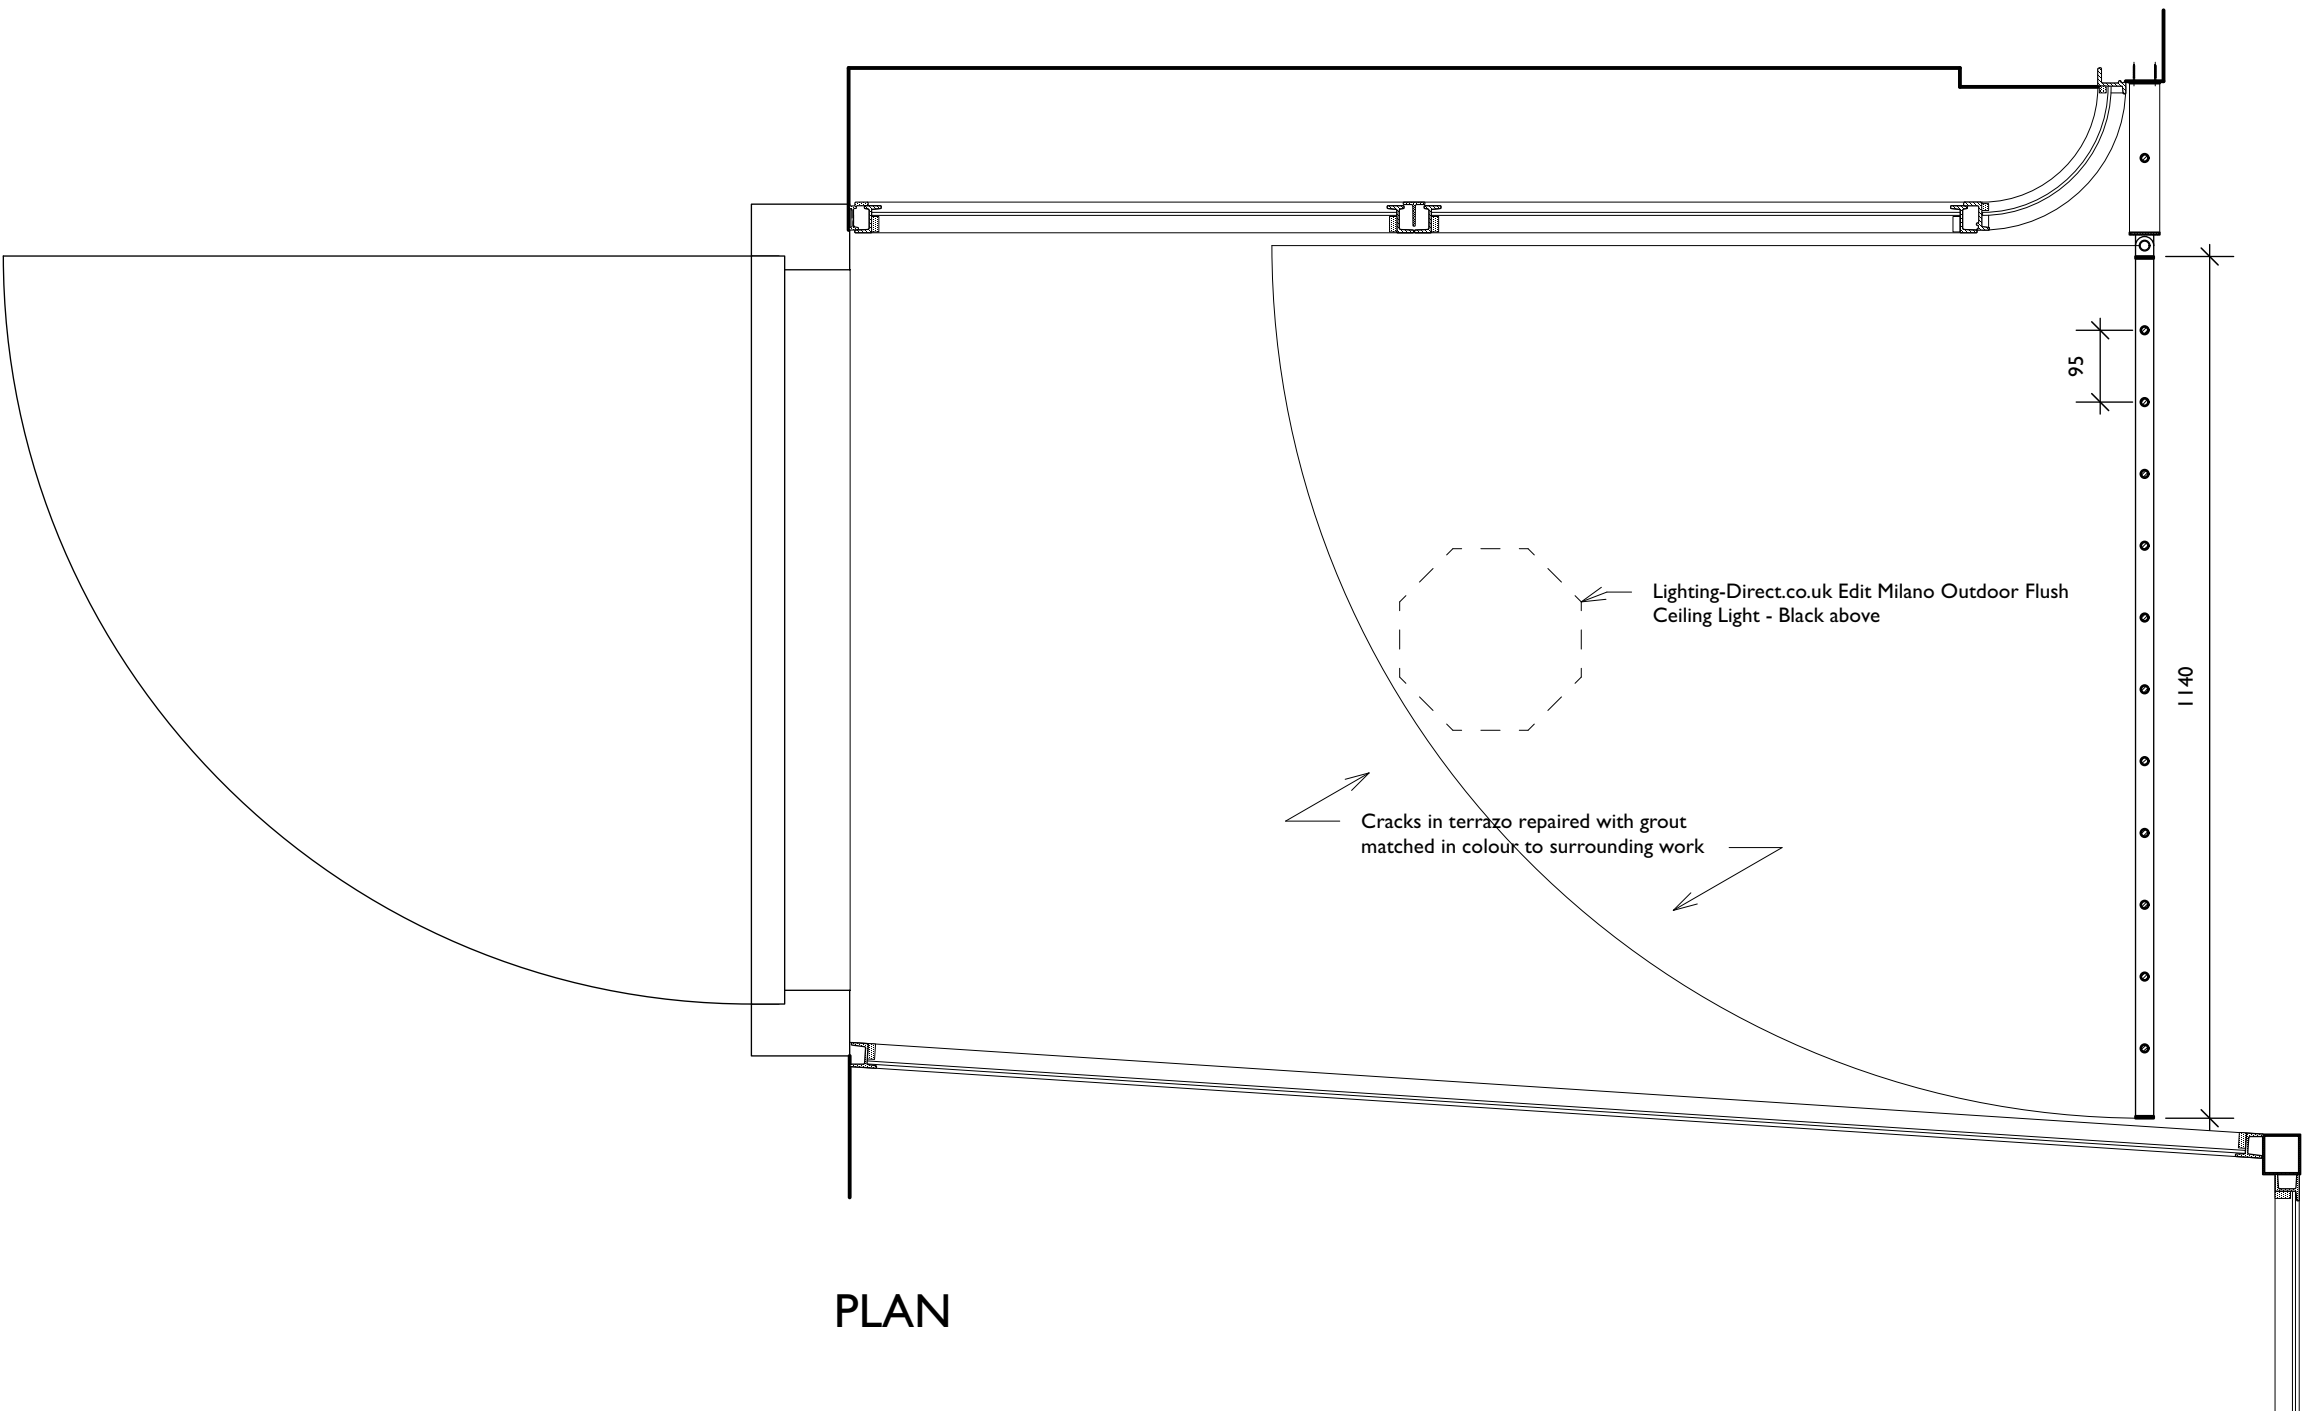 95
Lighting-Direct.co.uk Edit Milano Outdoor Flush
Ceiling Light - Black above
1140
Cracks in terrazo repaired with grout
matched in colour to surrounding work
PLAN